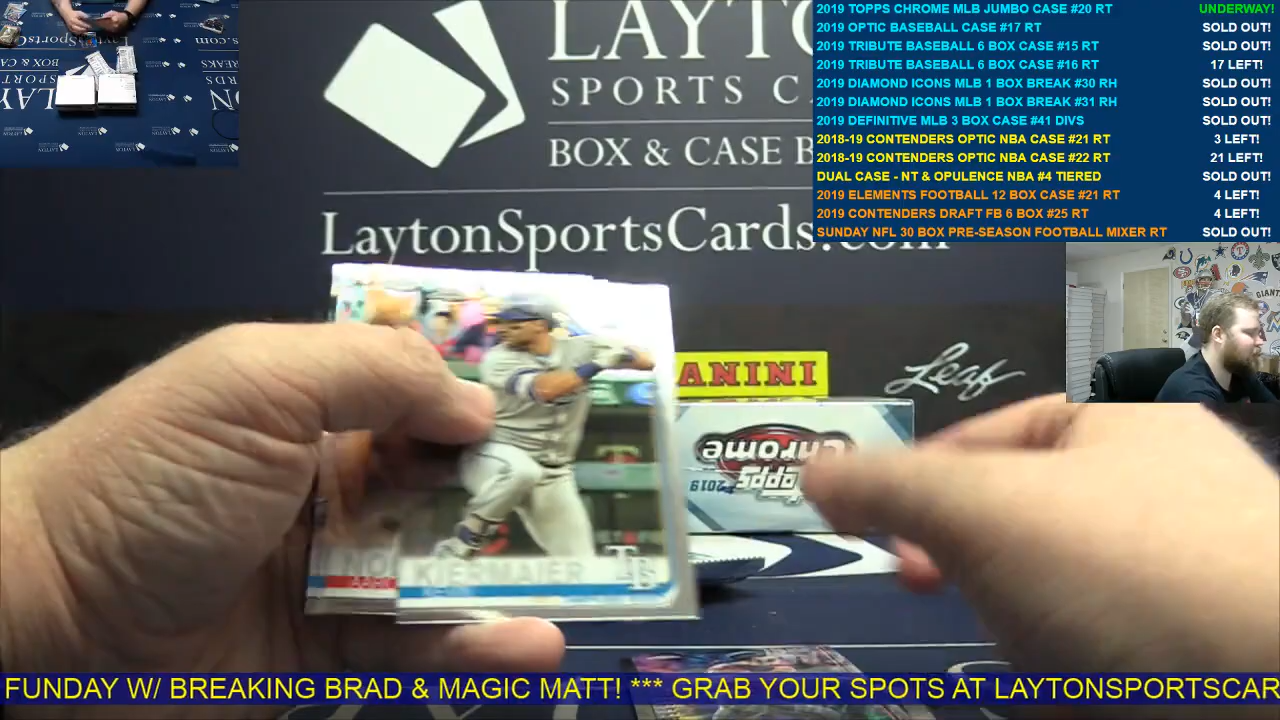 LAYTO
SPORTS CA
BOX & CASE B
LaytonSportsCards.com
2019 TOPPS CHROME MLB JUMBO CASE #20 RT UNDERWAY!
2019 OPTIC BASEBALL CASE #17 RT SOLD OUT!
2019 TRIBUTE BASEBALL 6 BOX CASE #15 RT SOLD OUT!
2019 TRIBUTE BASEBALL 6 BOX CASE #16 RT 17 LEFT!
2019 DIAMOND ICONS MLB 1 BOX BREAK #30 RH SOLD OUT!
2019 DIAMOND ICONS MLB 1 BOX BREAK #31 RH SOLD OUT!
2019 DEFINITIVE MLB 3 BOX CASE #41 DIVS SOLD OUT!
2018-19 CONTENDERS OPTIC NBA CASE #21 RT 3 LEFT!
2018-19 CONTENDERS OPTIC NBA CASE #22 RT 21 LEFT!
DUAL CASE - NT & OPULENCE NBA #4 TIERED SOLD OUT!
2019 ELEMENTS FOOTBALL 12 BOX CASE #21 RT 4 LEFT!
2019 CONTENDERS DRAFT FB 6 BOX #25 RT 4 LEFT!
SUNDAY NFL 30 BOX PRE-SEASON FOOTBALL MIXER RT SOLD OUT!
GIANTS
PANINI
Leaf
2019 Topps
Chrome
NO
KIERMAIER
TB
FUNDAY W/ BREAKING BRAD & MAGIC MATT! *** GRAB YOUR SPOTS AT LAYTONSPORTSCAR